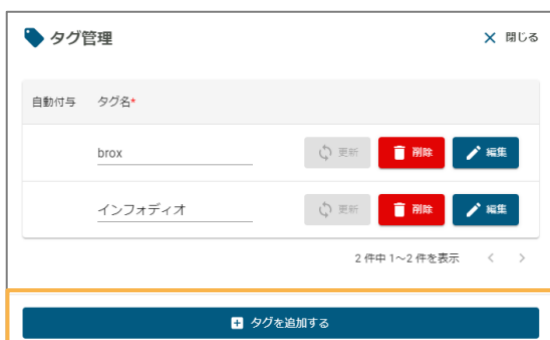 タグ管理
閉じる
自動付与 タグ名*
brox 更新 削除 編集
インフォディオ 更新 削除 編集
2 件中 1~2 件を表示
タグを追加する